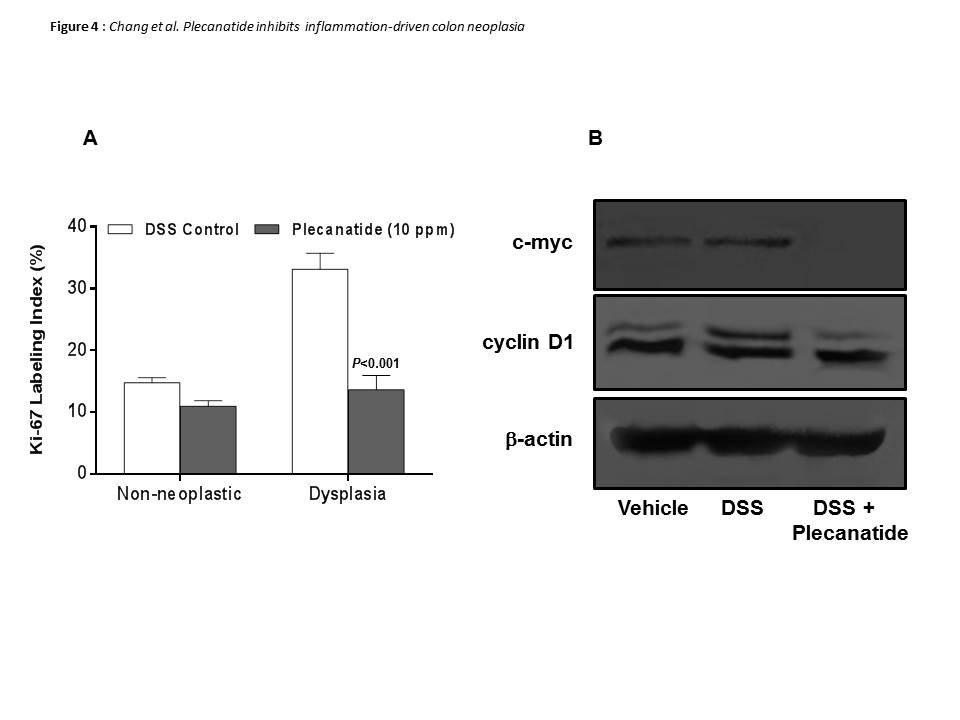 Figure 4 : Chang et al. Plecanatide inhibits inflammation-driven colon neoplasia
A
B
DSS Control
Plecanatide (10 ppm)
Ki-67 Labeling Index (%)
40
30
20
10
0
P<0.001
Non-neoplastic
Dysplasia
c-myc
cyclin D1
β-actin
Vehicle
DSS
DSS +
Plecanatide